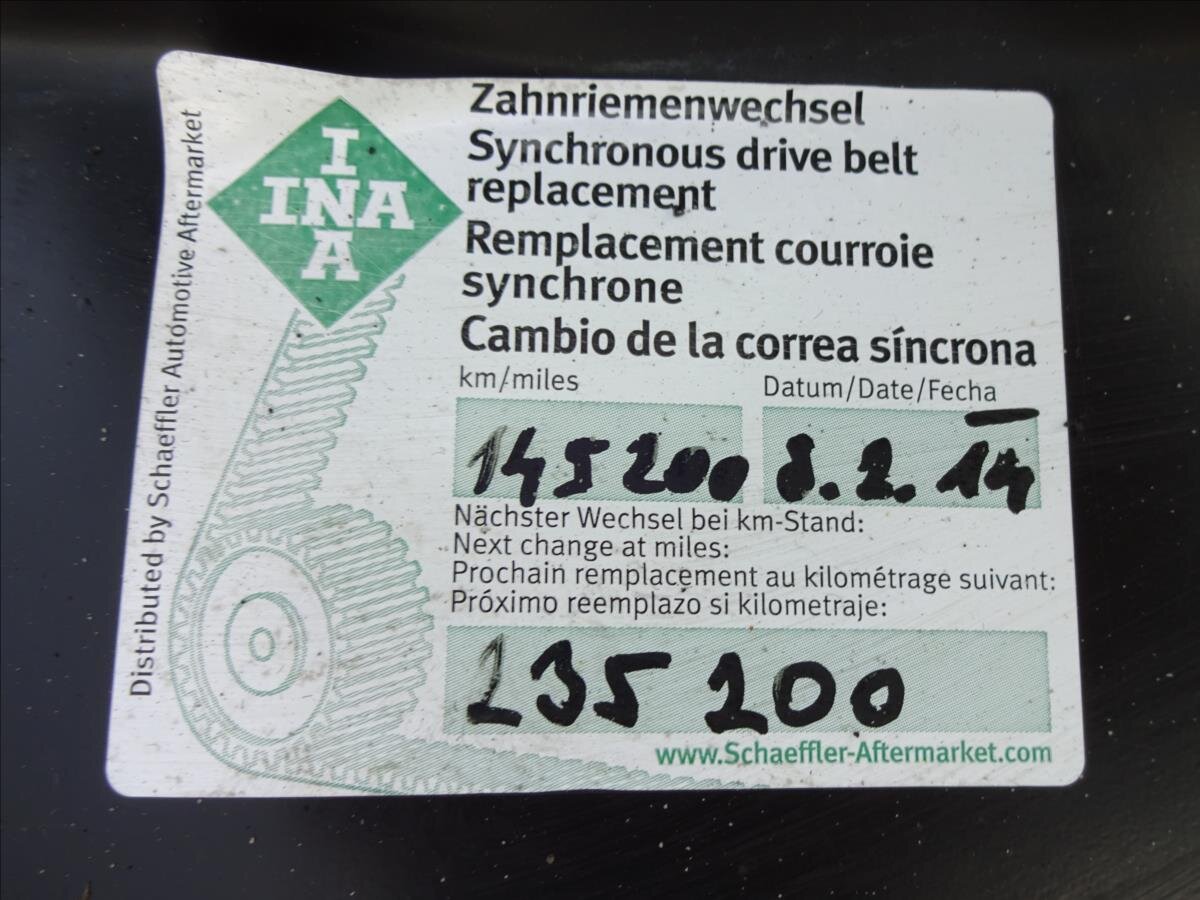 Distributed by Schaeffler Automotive Aftermarket
I
INA
A
Zahnriemenwechsel
Synchronous drive belt
replacement
Remplacement courroie
synchrone
Cambio de la correa síncrona
km/miles Datum/Date/Fecha
145200 8.2.14
Nächster Wechsel bei km-Stand:
Next change at miles:
Prochain remplacement au kilométrage suivant:
Próximo reemplazo si kilometraje:
235200
www.Schaeffler-Aftermarket.com